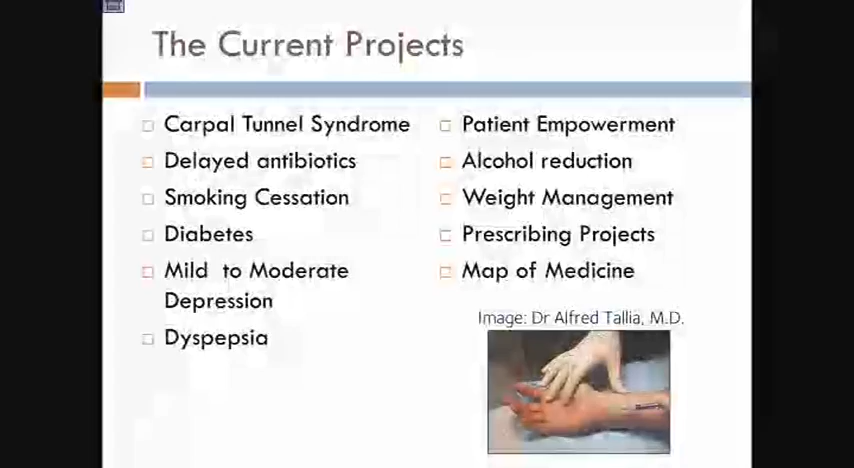 The Current Projects
Carpal Tunnel Syndrome
Delayed antibiotics
Smoking Cessation
Diabetes
Mild to Moderate
Depression
Dyspepsia
Patient Empowerment
Alcohol reduction
Weight Management
Prescribing Projects
Map of Medicine
Image: Dr Alfred Tallia, M.D.